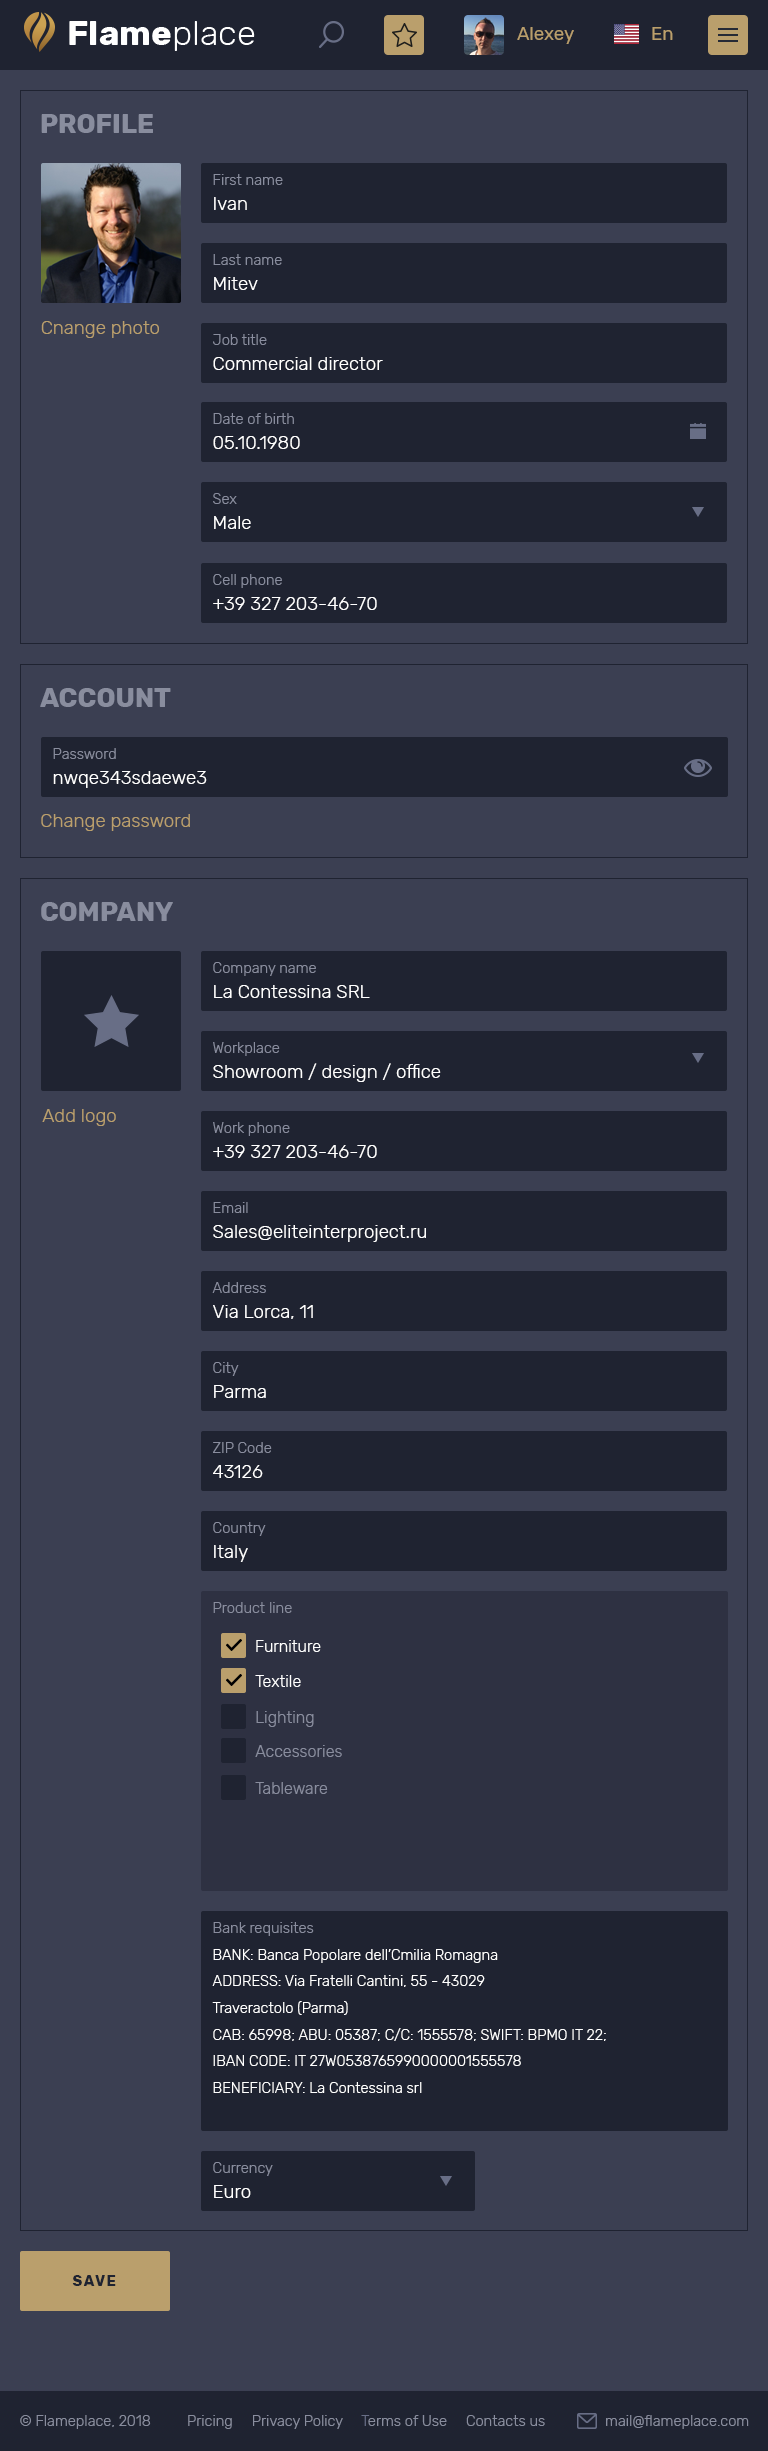 Flameplace
Alexey
En
PROFILE
Cnange photo
First name
Ivan
Last name
Mitev
Job title
Commercial director
Date of birth
05.10.1980
Sex
Male
Cell phone
+39 327 203-46-70
ACCOUNT
Password
nwqe343sdaewe3
Change password
COMPANY
Add logo
Company name
La Contessina SRL
Workplace
Showroom / design / office
Work phone
+39 327 203-46-70
Email
Sales@eliteinterproject.ru
Address
Via Lorca, 11
City
Parma
ZIP Code
43126
Country
Italy
Product line
Furniture
Textile
Lighting
Accessories
Tableware
Bank requisites
BANK: Banca Popolare dell'Cmilia Romagna
ADDRESS: Via Fratelli Cantini, 55 - 43029
Traveractolo (Parma)
CAB: 65998; ABU: 05387; C/C: 1555578; SWIFT: BPMO IT 22;
IBAN CODE: IT 27W0538765990000001555578
BENEFICIARY: La Contessina srl
Currency
Euro
SAVE
© Flameplace, 2018
Pricing
Privacy Policy
Terms of Use
Contacts us
mail@flameplace.com